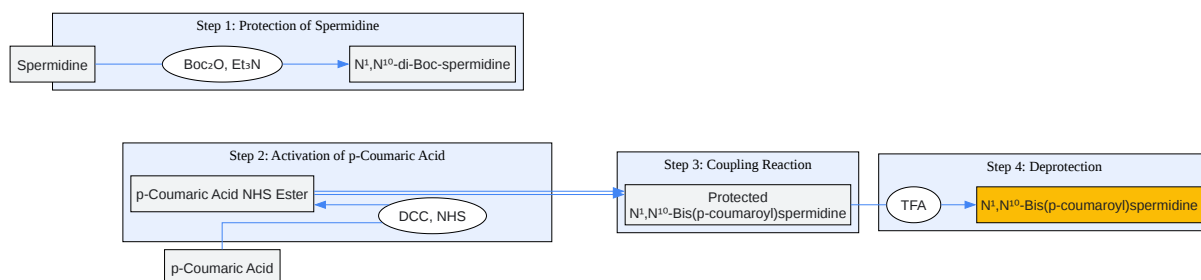 Step 1: Protection of Spermidine
Spermidine
Boc₂O, Et₃N
N¹,N¹⁰-di-Boc-spermidine
Step 2: Activation of p-Coumaric Acid
p-Coumaric Acid NHS Ester
DCC, NHS
p-Coumaric Acid
Step 3: Coupling Reaction
Protected
N¹,N¹⁰-Bis(p-coumaroyl)spermidine
Step 4: Deprotection
TFA
N¹,N¹⁰-Bis(p-coumaroyl)spermidine